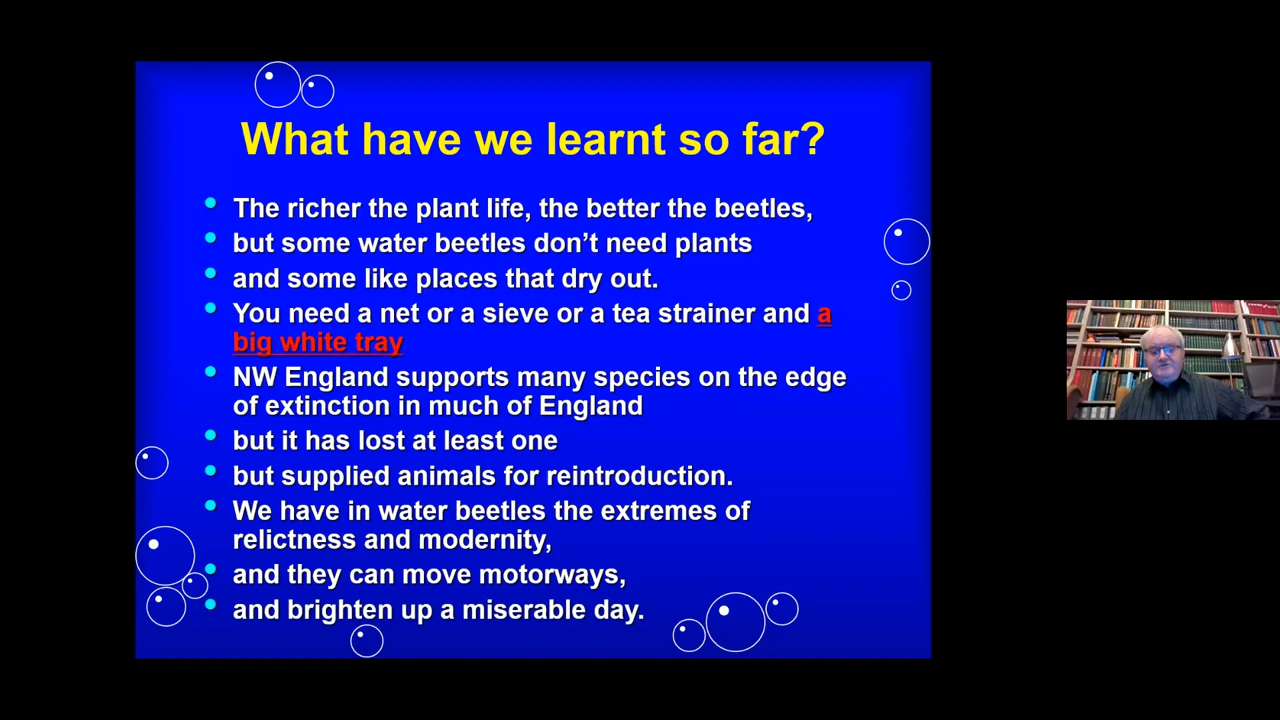 What have we learnt so far?
The richer the plant life, the better the beetles,
but some water beetles don’t need plants
and some like places that dry out.
You need a net or a sieve or a tea strainer and a
big white tray
NW England supports many species on the edge
of extinction in much of England
but it has lost at least one
but supplied animals for reintroduction.
We have in water beetles the extremes of
relictness and modernity,
and they can move motorways,
and brighten up a miserable day.